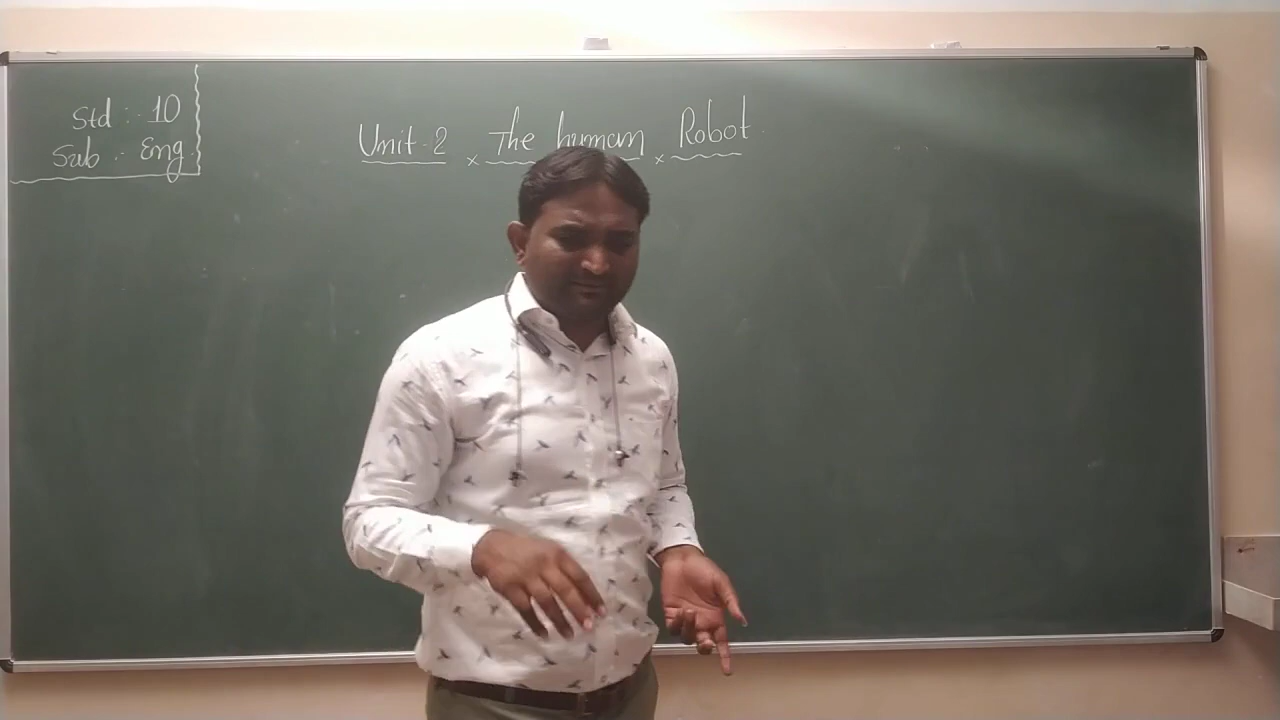 Std :- 10
Sub :- Eng.
Unit-2 The human Robot